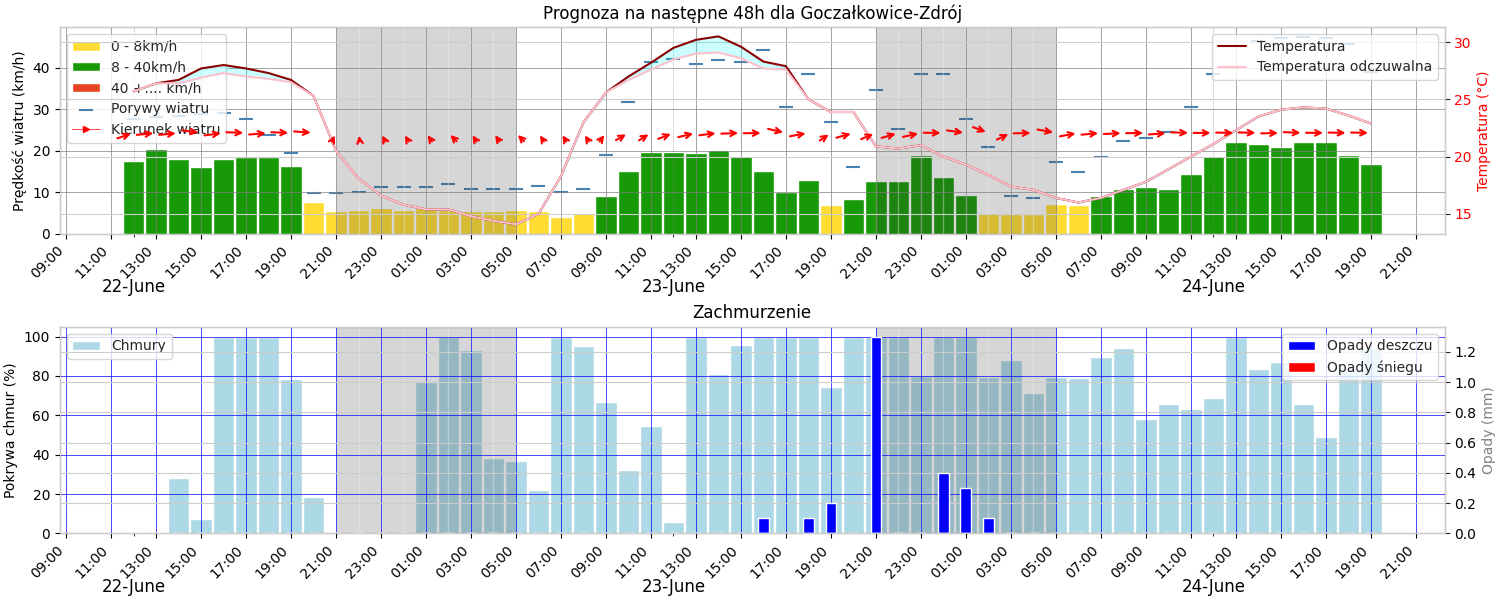 Prognoza na następne 48h dla Goczałkowice-Zdrój
Prędkość wiatru (km/h)
0 - 8km/h
8 - 40km/h
40 - .... km/h
Porywy wiatru
Kierunek wiatru
Temperatura
Temperatura odczuwalna
40
30
20
10
0
30
25
20
15
Temperatura (°C)
09:00 11:00 13:00 15:00 17:00 19:00 21:00 23:00 01:00 03:00 05:00 07:00 09:00 11:00 13:00 15:00 17:00 19:00 21:00 23:00 01:00 03:00 05:00 07:00 09:00 11:00 13:00 15:00 17:00 19:00 21:00
22-June 23-June 24-June
Zachmurzenie
Pokrywa chmur (%)
Chmury
Opady deszczu
Opady śniegu
100
80
60
40
20
0
1.2
1.0
0.8
0.6
0.4
0.2
0.0
Opady (mm)
09:00 11:00 13:00 15:00 17:00 19:00 21:00 23:00 01:00 03:00 05:00 07:00 09:00 11:00 13:00 15:00 17:00 19:00 21:00 23:00 01:00 03:00 05:00 07:00 09:00 11:00 13:00 15:00 17:00 19:00 21:00
22-June 23-June 24-June